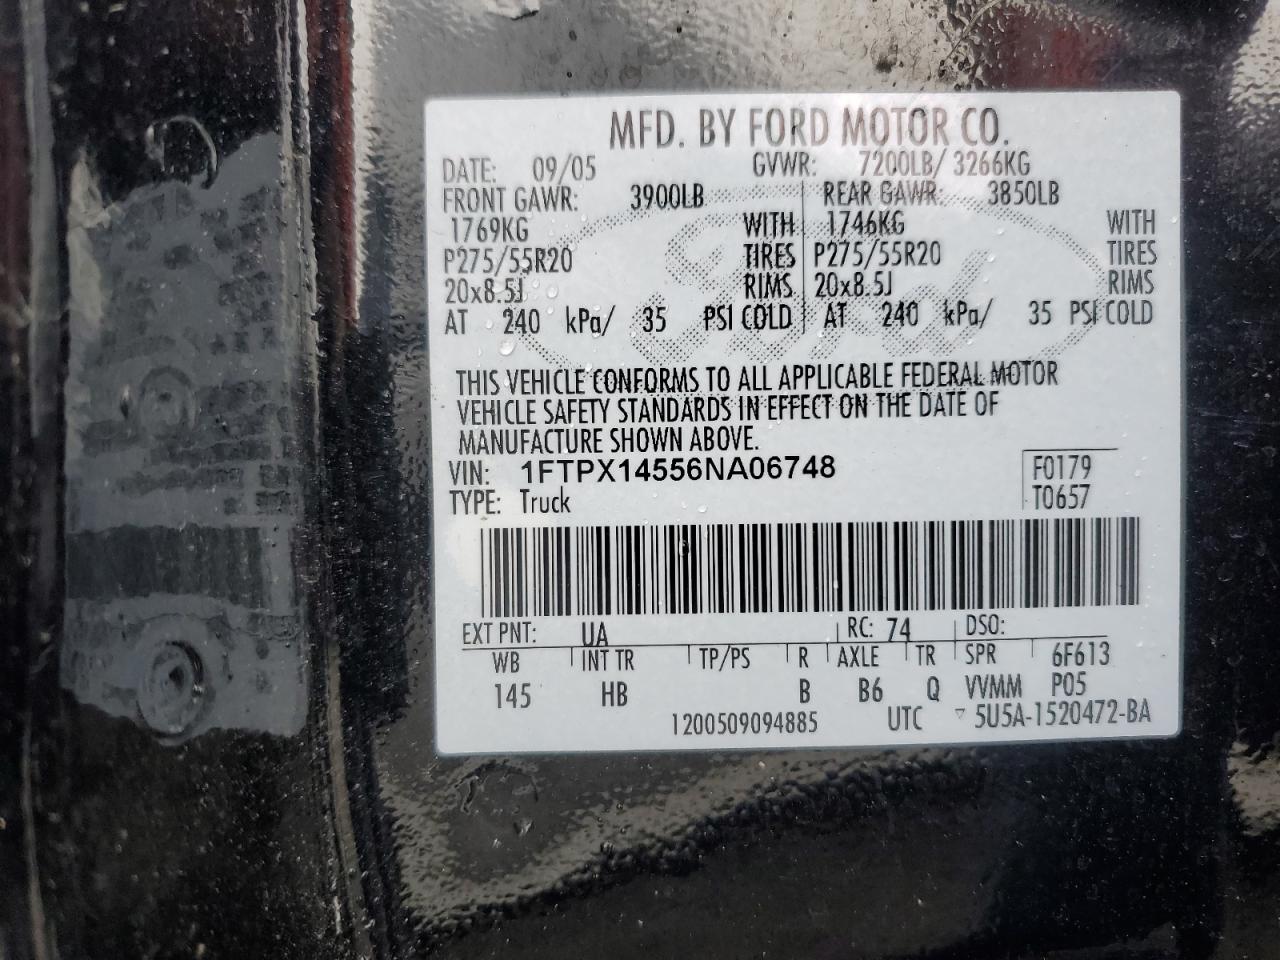 MFD. BY FORD MOTOR CO.
DATE: 09/05 GVWR: 7200LB/ 3266KG
FRONT GAWR: 3900LB REAR GAWR: 3850LB
1769KG WITH 1746KG WITH
P275/55R20 TIRES P275/55R20 TIRES
20x8.5J RIMS 20x8.5J RIMS
AT 240 kPa/ 35 PSI COLD AT 240 kPa/ 35 PSI COLD
Ford
THIS VEHICLE CONFORMS TO ALL APPLICABLE FEDERAL MOTOR
VEHICLE SAFETY STANDARDS IN EFFECT ON THE DATE OF
MANUFACTURE SHOWN ABOVE.
VIN: 1FTPX14556NA06748 F0179
TYPE: Truck T0657
EXT PNT: UA RC: 74 DSO:
WB INT TR TP/PS R AXLE TR SPR 6F613
145 HB B B6 Q VVMM P05
1200509094885 UTC ▽ 5U5A-1520472-BA